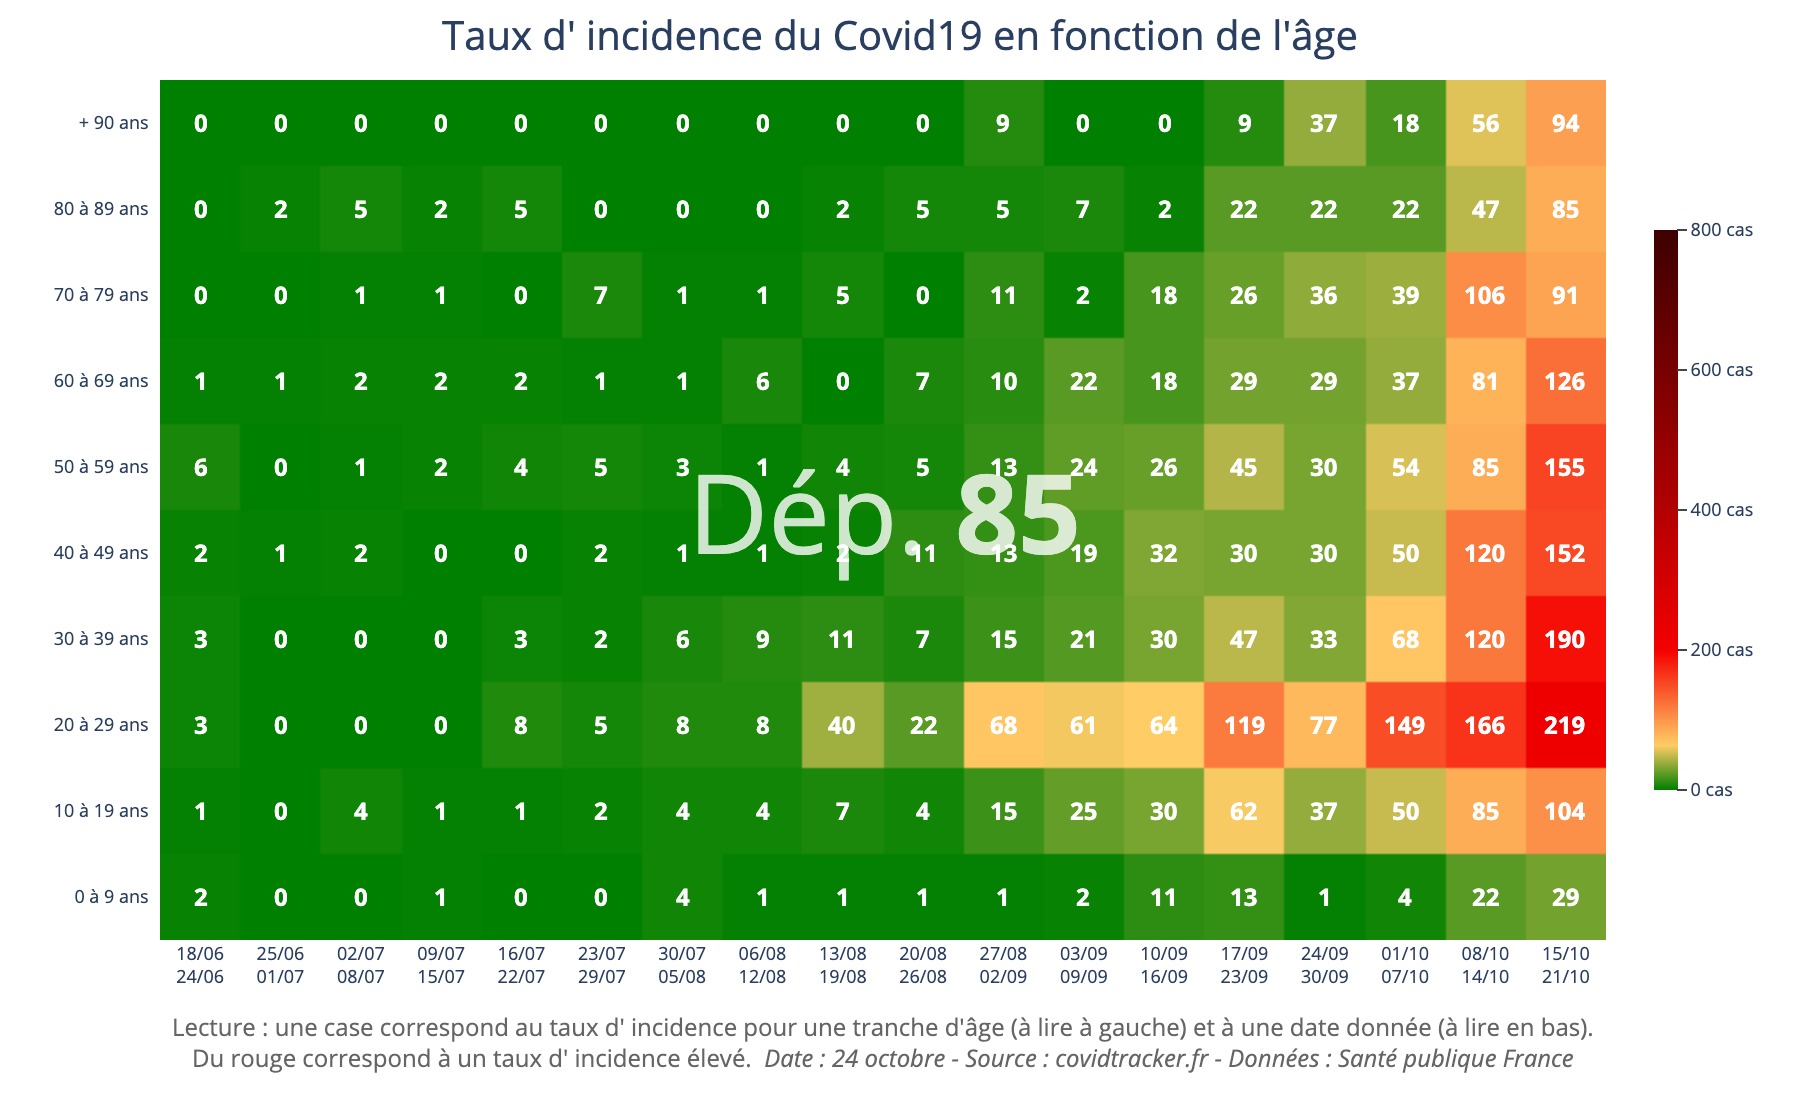 Taux d' incidence du Covid19 en fonction de l'âge
+ 90 ans 0 0 0 0 0 0 0 0 0 0 9 0 0 9 37 18 56 94
80 à 89 ans 0 2 5 2 5 0 0 0 2 5 5 7 2 22 22 22 47 85
70 à 79 ans 0 0 1 1 0 7 1 1 5 0 11 2 18 26 36 39 106 91
60 à 69 ans 1 1 2 2 2 1 1 6 0 7 10 22 18 29 29 37 81 126
50 à 59 ans 6 0 1 2 4 5 3 1 4 5 13 24 26 45 30 54 85 155
Dép. 85
40 à 49 ans 2 1 2 0 0 2 1 1 2 11 13 19 32 30 30 50 120 152
30 à 39 ans 3 0 0 0 3 2 6 9 11 7 15 21 30 47 33 68 120 190
20 à 29 ans 3 0 0 0 8 5 8 8 40 22 68 61 64 119 77 149 166 219
10 à 19 ans 1 0 4 1 1 2 4 4 7 4 15 25 30 62 37 50 85 104
0 à 9 ans 2 0 0 1 0 0 4 1 1 1 1 2 11 13 1 4 22 29
18/06 25/06 02/07 09/07 16/07 23/07 30/07 06/08 13/08 20/08 27/08 03/09 10/09 17/09 24/09 01/10 08/10 15/10
24/06 01/07 08/07 15/07 22/07 29/07 05/08 12/08 19/08 26/08 02/09 09/09 16/09 23/09 30/09 07/10 14/10 21/10
800 cas
600 cas
400 cas
200 cas
0 cas
Lecture : une case correspond au taux d' incidence pour une tranche d'âge (à lire à gauche) et à une date donnée (à lire en bas).
Du rouge correspond à un taux d' incidence élevé. Date : 24 octobre - Source : covidtracker.fr - Données : Santé publique France